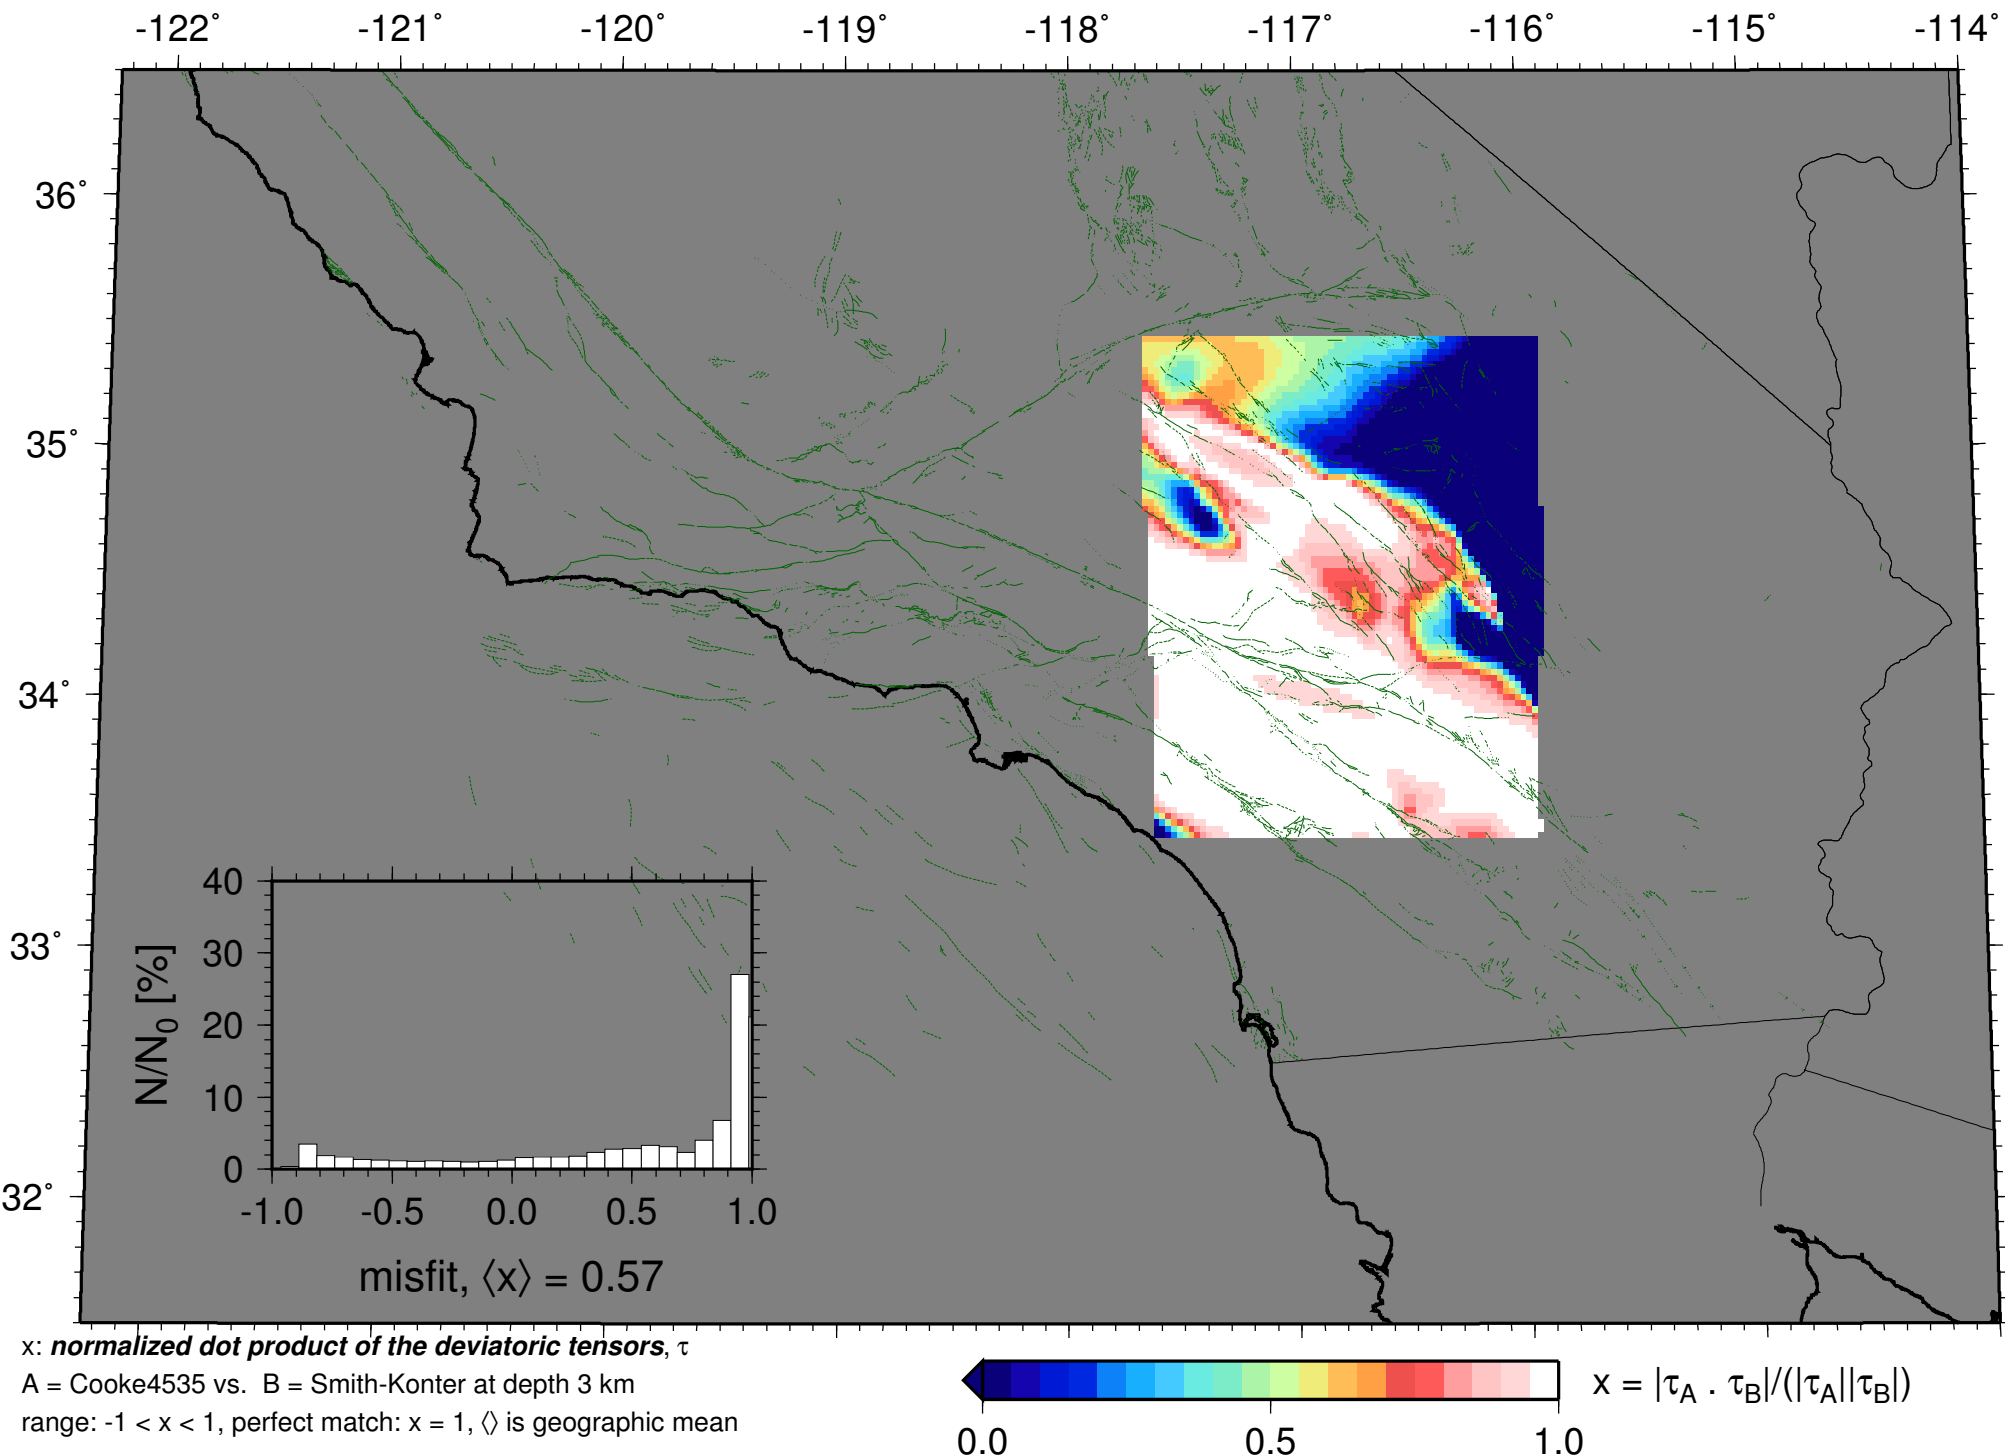 -122° -121° -120° -119° -118° -117° -116° -115° -114°
36°
35°
34°
33°
32°
40
30
20
10
0
N/N0 [%]
-1.0 -0.5 0.0 0.5 1.0
misfit, ⟨x⟩ = 0.57
x: normalized dot product of the deviatoric tensors, τ
A = Cooke4535 vs. B = Smith-Konter at depth 3 km
range: -1 < x < 1, perfect match: x = 1, ⟨⟩ is geographic mean
x = |τA . τB|/(|τA||τB|)
0.0 0.5 1.0